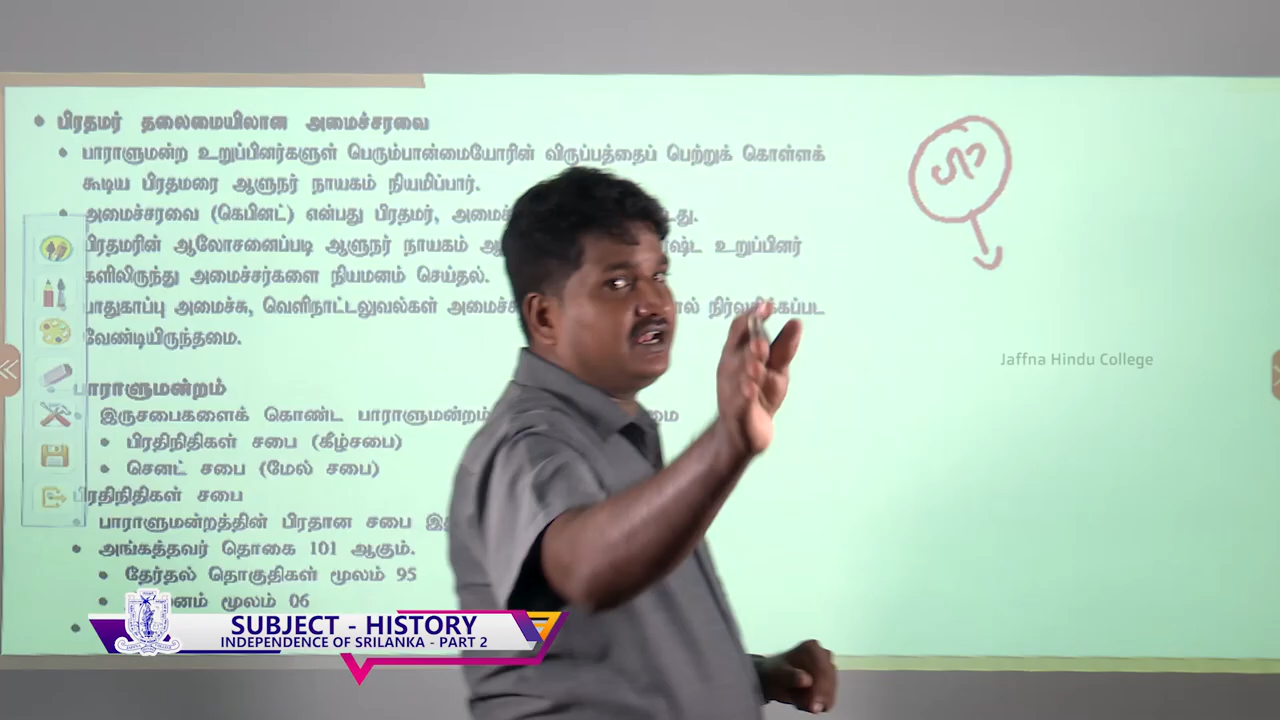 • பிரதமர் தலைமையிலான அமைச்சரவை
• பாராளுமன்ற உறுப்பினர்களுள் பெரும்பான்மையோரின் விருப்பத்தைப் பெற்றுக் கொள்ளக்
கூடிய பிரதமரை ஆளுநர் நாயகம் நியமிப்பார்.
• அமைச்சரவை (கெபினட்) என்பது பிரதமர்,
பிரதமரின் ஆலோசனைப்படி ஆளுநர் நாயகம் உறுப்பினர்
களிலிருந்து அமைச்சர்களை நியமனம் செய்தல்.
பாதுகாப்பு அமைச்சு, வெளிநாட்டலுவல்கள்
வேண்டியிருந்தமை.
Jaffna Hindu College
பாராளுமன்றம்
இருசபைகளைக் கொண்ட பாராளுமன்றம்
• பிரதிநிதிகள் சபை (கீழ்சபை)
• செனட் சபை (மேல் சபை)
பிரதிநிதிகள் சபை
பாராளுமன்றத்தின் பிரதான சபை
• அங்கத்தவர் தொகை 101 ஆகும்.
• தேர்தல் தொகுதிகள் மூலம் 95
மூலம் 06
SUBJECT - HISTORY
INDEPENDENCE OF SRILANKA - PART 2